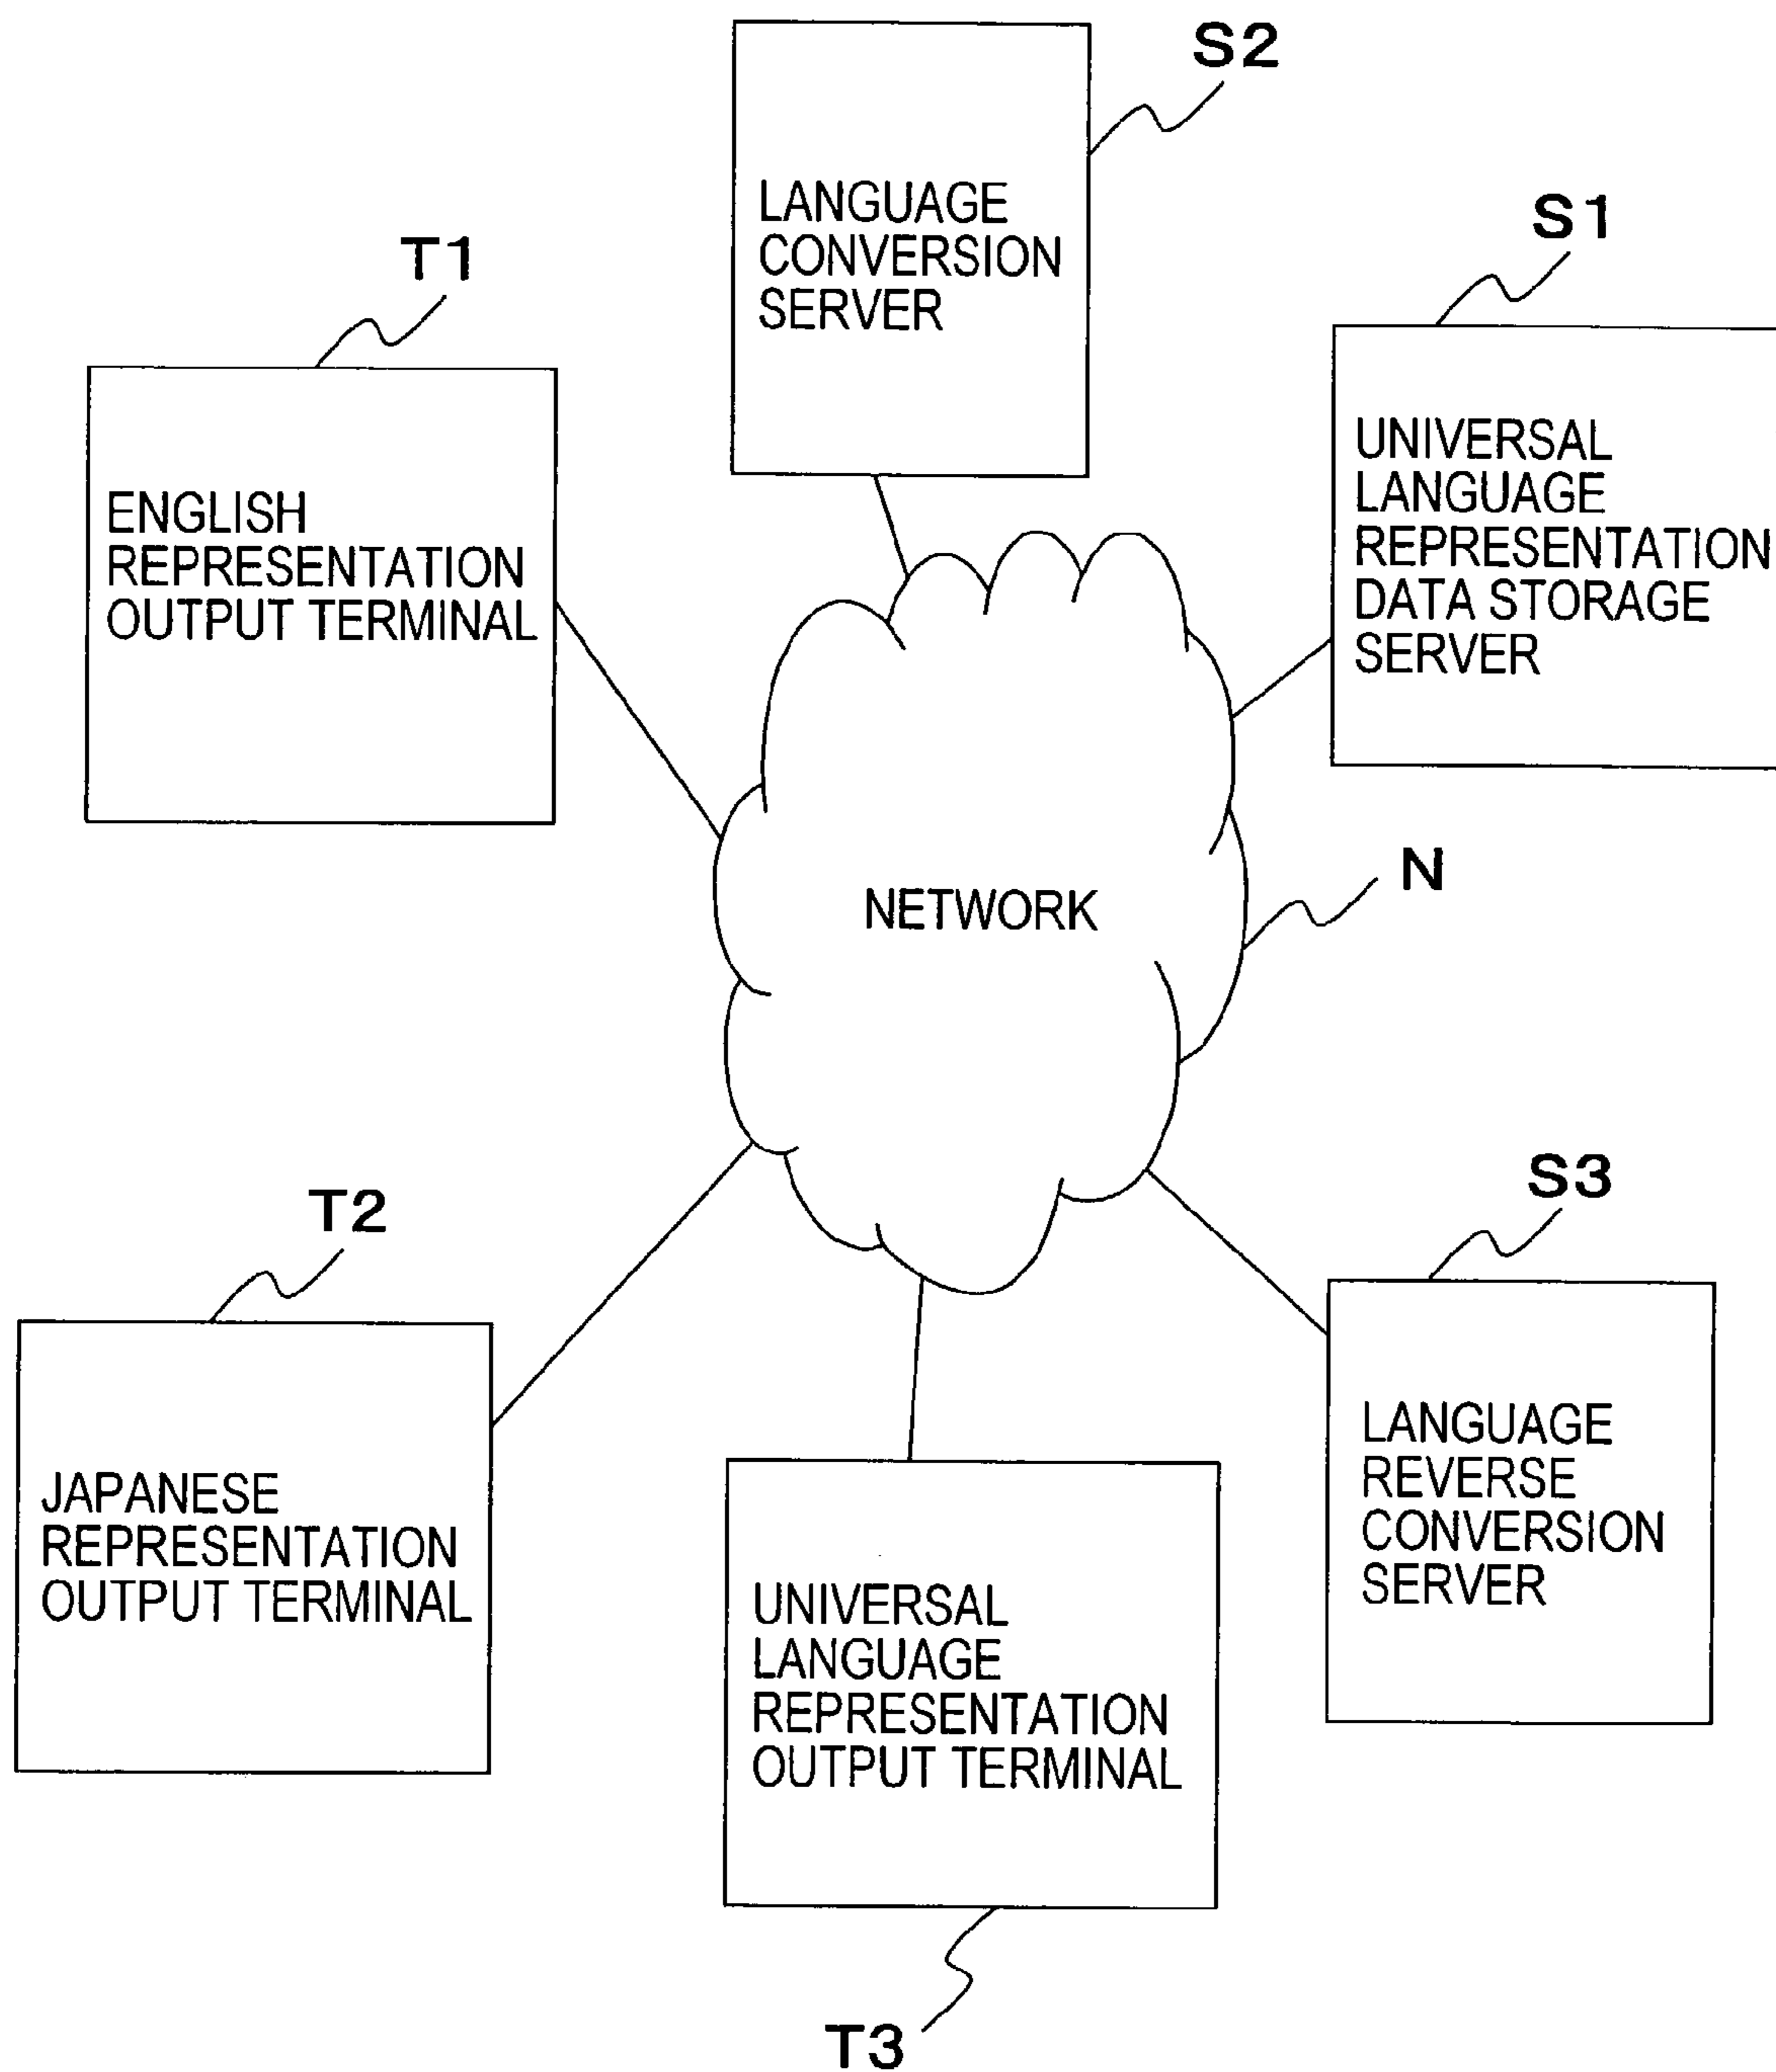 S2
LANGUAGE
CONVERSION
SERVER
S1
UNIVERSAL
LANGUAGE
REPRESENTATION
DATA STORAGE
SERVER
T1
ENGLISH
REPRESENTATION
OUTPUT TERMINAL
NETWORK
N
T2
JAPANESE
REPRESENTATION
OUTPUT TERMINAL
S3
LANGUAGE
REVERSE
CONVERSION
SERVER
UNIVERSAL
LANGUAGE
REPRESENTATION
OUTPUT TERMINAL
T3